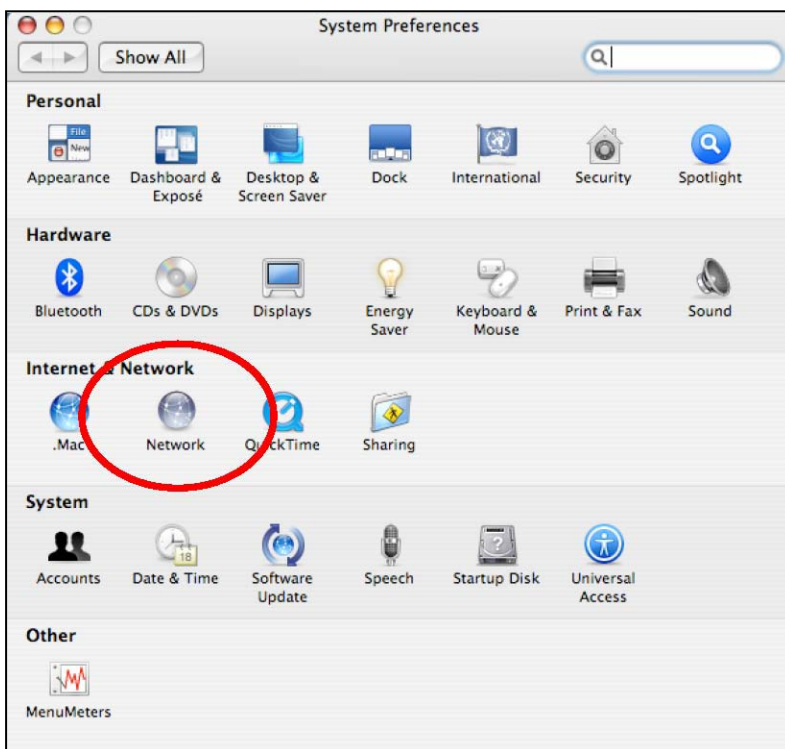 System Preferences
Show All
Personal
File
New
Appearance Dashboard & Exposé Desktop & Screen Saver Dock International Security Spotlight
Hardware
Bluetooth CDs & DVDs Displays Energy Saver Keyboard & Mouse Print & Fax Sound
Internet & Network
.Mac Network QuickTime Sharing
System
18
?
Accounts Date & Time Software Update Speech Startup Disk Universal Access
Other
MenuMeters